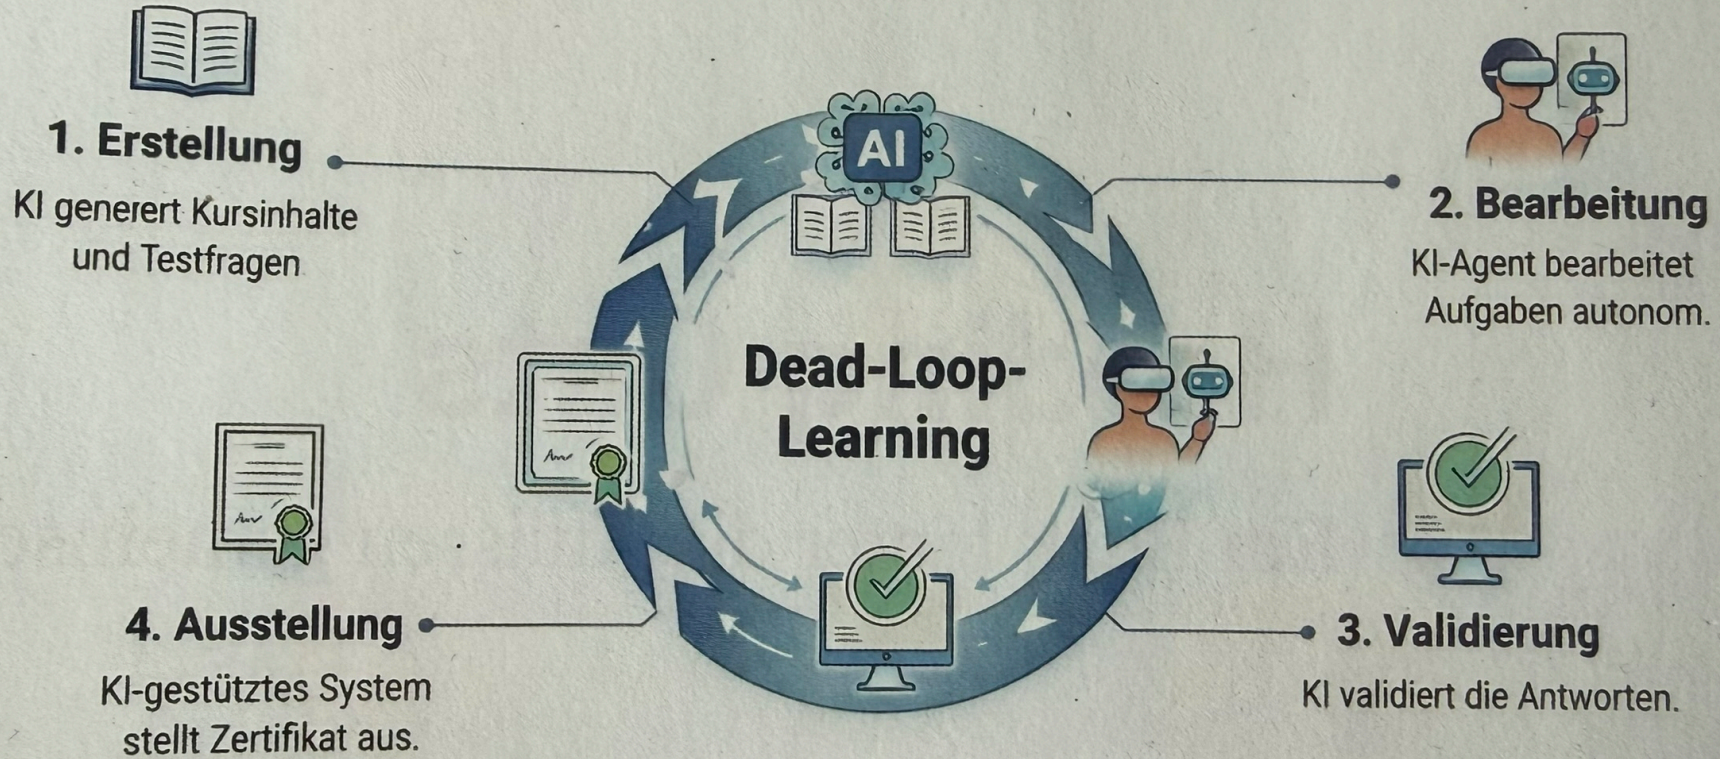 1. Erstellung
KI generert Kursinhalte
und Testfragen
AI
2. Bearbeitung
KI-Agent bearbeitet
Aufgaben autonom.
Dead-Loop-
Learning
3. Validierung
KI validiert die Antworten.
4. Ausstellung
KI-gestütztes System
stellt Zertifikat aus.